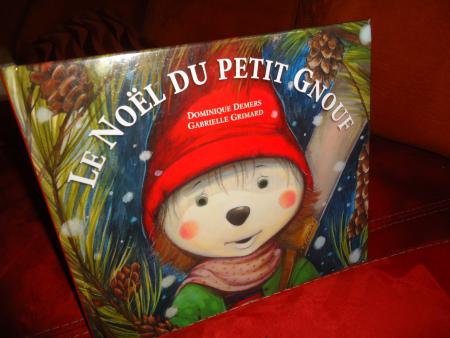 LE NOËL DU PETIT GNOUF
DOMINIQUE DEMERS
GABRIELLE GRIMARD